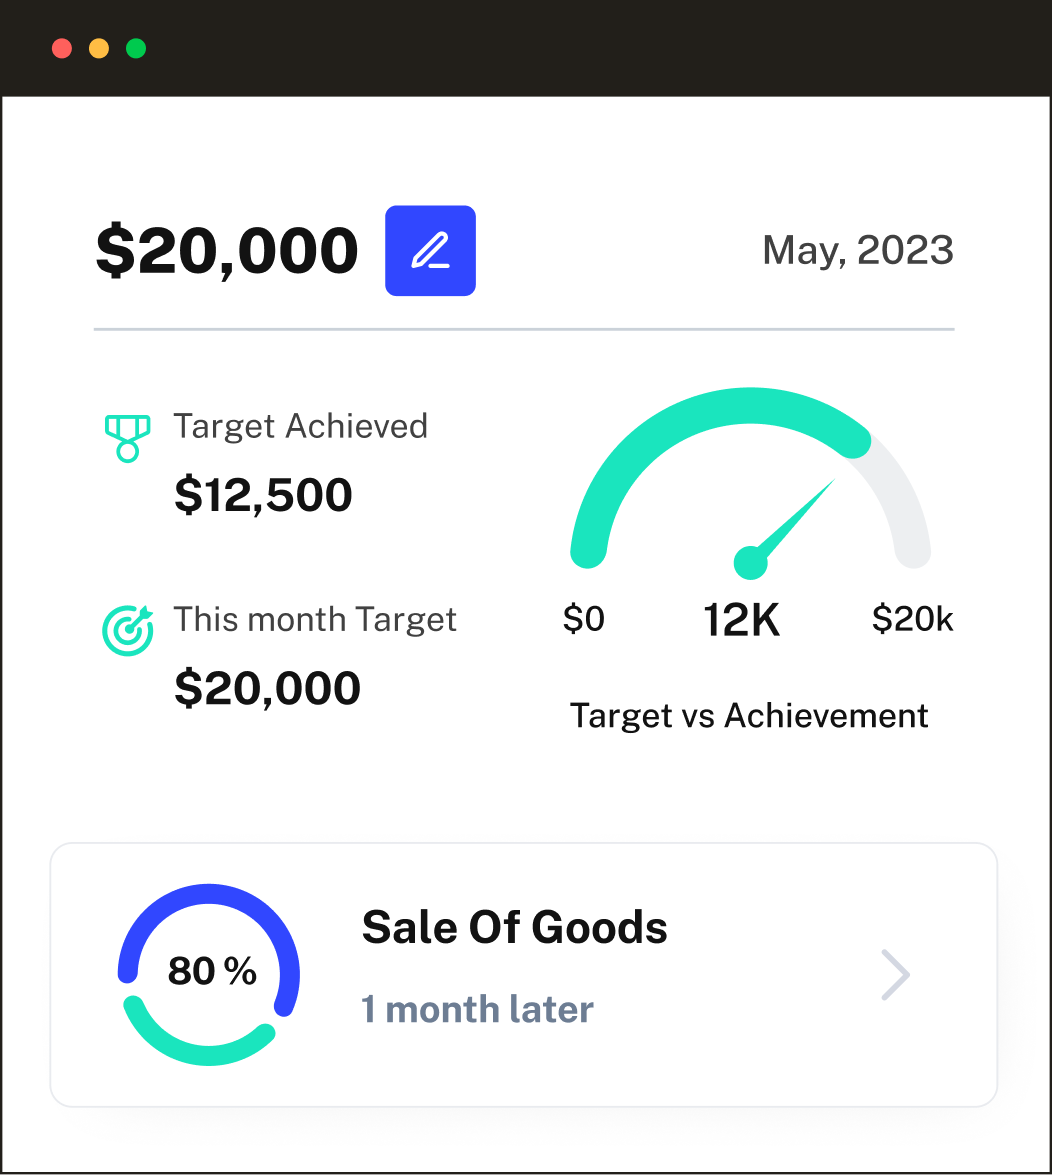 $20,000
May, 2023
Target Achieved
$12,500
This month Target
$20,000
$0
12K
$20k
Target vs Achievement
80 %
Sale Of Goods
1 month later